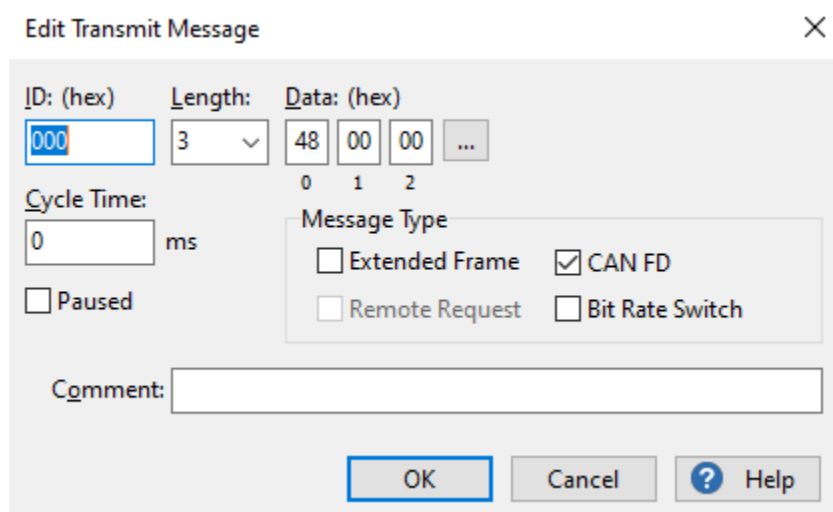 Edit Transmit Message
ID: (hex) Length: Data: (hex)
000 3 48 00 00 ...
0 1 2
Cycle Time:
0 ms
Message Type
Extended Frame CAN FD
Paused
Remote Request Bit Rate Switch
Comment:
OK Cancel ? Help